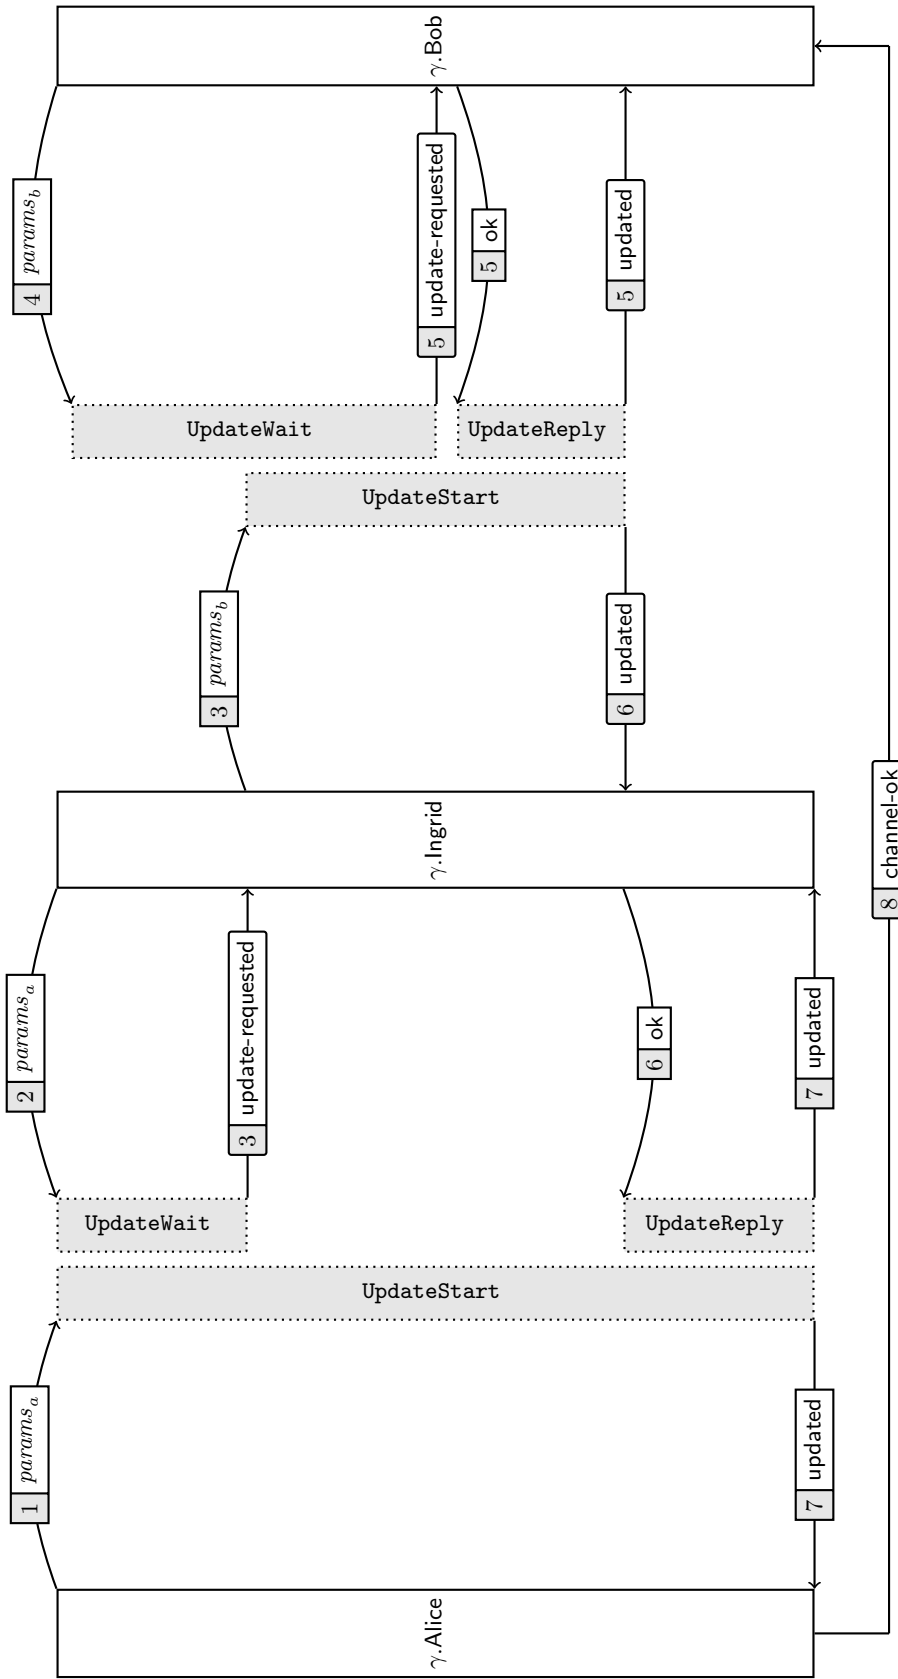 γ.Alice
γ.Ingrid
γ.Bob
1 params_a
2 params_a
3 params_b
4 params_b
UpdateStart
UpdateWait
UpdateStart
UpdateWait
3 update-requested
5 update-requested
5 ok
UpdateReply
5 updated
6 updated
6 ok
UpdateReply
7 updated
7 updated
8 channel-ok